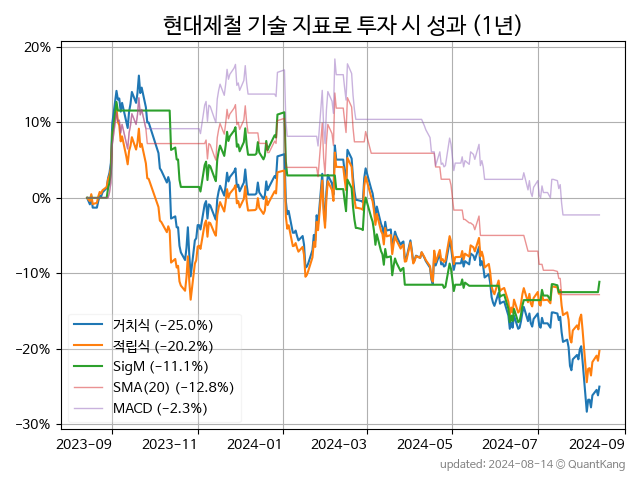 현대제철 기술 지표로 투자 시 성과 (1년)
20%
10%
0%
−10%
−20%
−30%
거치식 (−25.0%)
적립식 (−20.2%)
SigM (−11.1%)
SMA(20) (−12.8%)
MACD (−2.3%)
2023-09 2023-11 2024-01 2024-03 2024-05 2024-07 2024-09
updated: 2024-08-14 © QuantKang